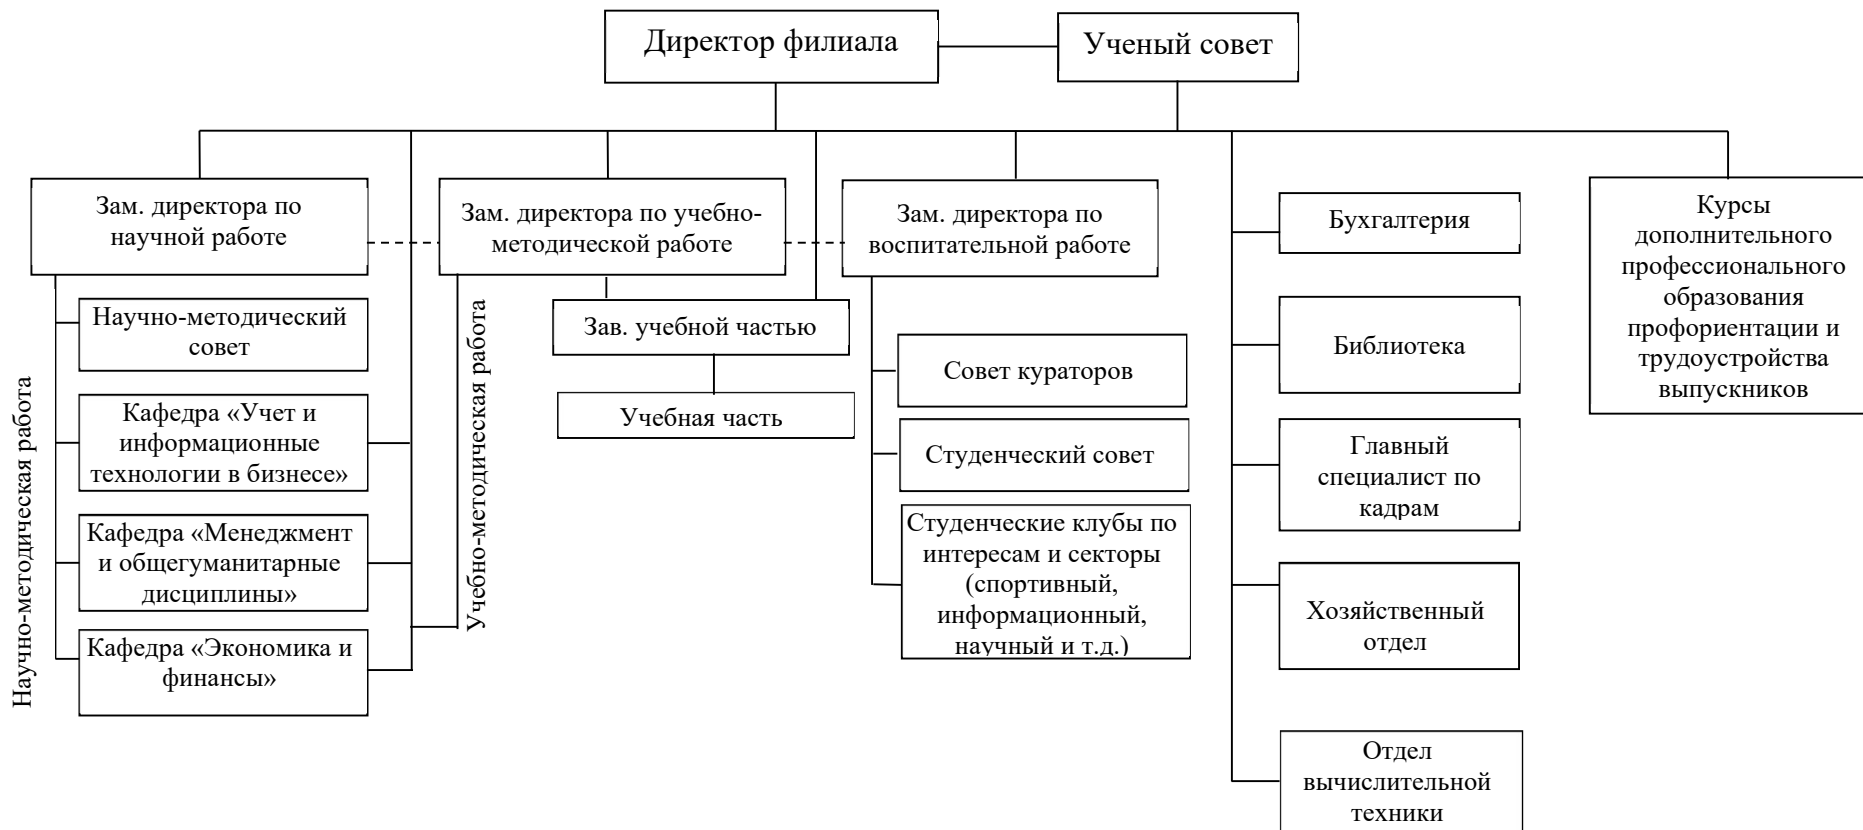 Директор филиала
Ученый совет
Зам. директора по
научной работе
Зам. директора по учебно-
методической работе
Зам. директора по
воспитательной работе
Бухгалтерия
Курсы
дополнительного
профессионального
образования
профориентации и
трудоустройства
выпускников
Научно-методическая работа
Научно-методический
совет
Кафедра «Учет и
информационные
технологии в бизнесе»
Кафедра «Менеджмент
и общегуманитарные
дисциплины»
Кафедра «Экономика и
финансы»
Учебно-методическая работа
Зав. учебной частью
Учебная часть
Совет кураторов
Студенческий совет
Студенческие клубы по
интересам и секторы
(спортивный,
информационный,
научный и т.д.)
Библиотека
Главный
специалист по
кадрам
Хозяйственный
отдел
Отдел
вычислительной
техники